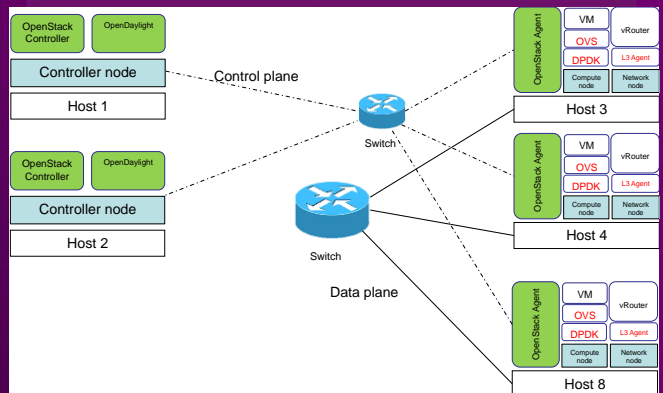 OpenStack
Controller
OpenDaylight
Controller node
Host 1
OpenStack
Controller
OpenDaylight
Controller node
Host 2
Control plane
Switch
Switch
Data plane
OpenStack Agent
VM
OVS
DPDK
vRouter
L3 Agent
Compute
node
Network
node
Host 3
OpenStack Agent
VM
OVS
DPDK
vRouter
L3 Agent
Compute
node
Network
node
Host 4
OpenStack Agent
VM
OVS
DPDK
vRouter
L3 Agent
Compute
node
Network
node
Host 8